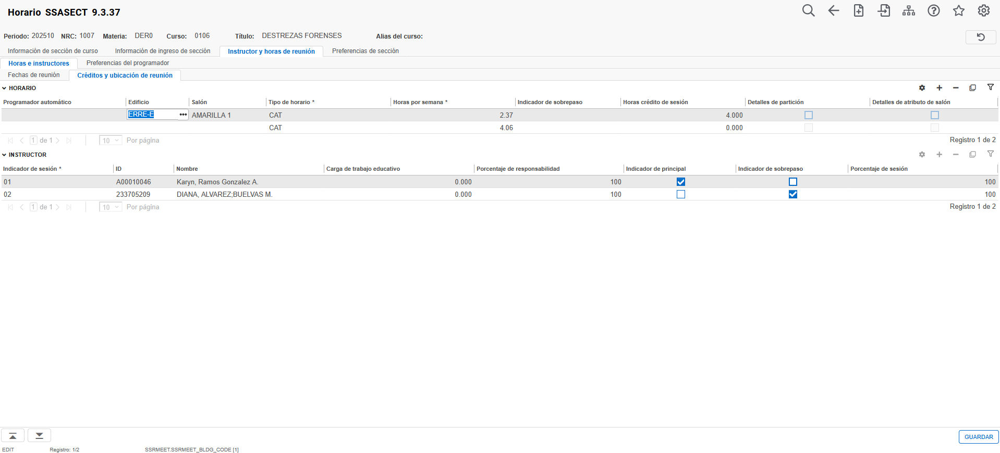 Horario SSASECT 9.3.37
Periodo: 202510 NRC: 1007 Materia: DER0 Curso: 0106 Título: DESTREZAS FORENSES Alias del curso:
Información de sección de curso Información de ingreso de sección Instructor y horas de reunión Preferencias de sección
Horas e instructores Preferencias del programador
Fechas de reunión Créditos y ubicación de reunión
HORARIO
Programador automático Edificio Salón Tipo de horario * Horas por semana * Indicador de sobrepaso Horas crédito de sesión Detalles de partición Detalles de atributo de salón
ERRE-E ••• AMARILLA 1 CAT 2.37 4.000
CAT 4.06 0.000
1 de 1 10 Por página Registro 1 de 2
INSTRUCTOR
Indicador de sesión * ID Nombre Carga de trabajo educativo Porcentaje de responsabilidad Indicador de principal Indicador de sobrepaso Porcentaje de sesión
01 A00010046 Karyn, Ramos Gonzalez A. 0.000 100 100
02 233705209 DIANA, ALVAREZ;BUELVAS M. 0.000 100 100
1 de 1 10 Por página Registro 1 de 2
GUARDAR
EDIT Registro: 1/2 SSRMEET.SSRMEET_BLDG_CODE [1]